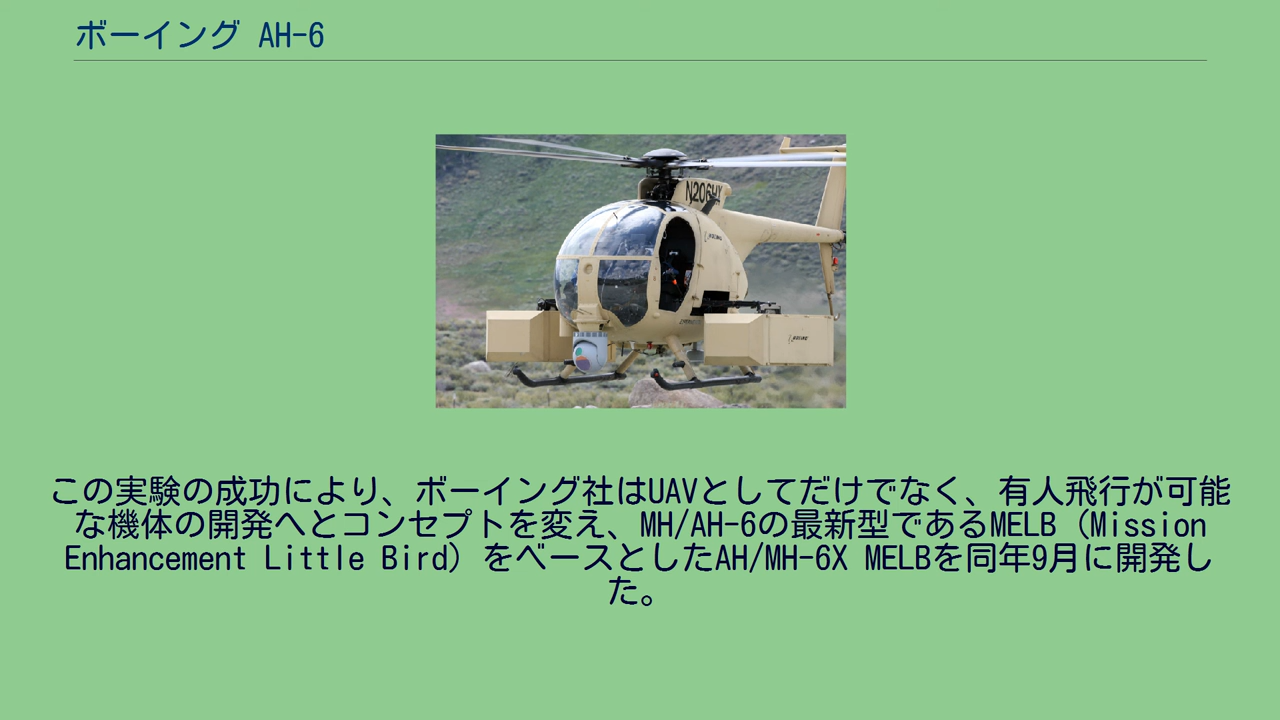 ボーイング AH-6
N206HX
BOEING
BOEING
この実験の成功により、ボーイング社はUAVとしてだけでなく、有人飛行が可能
な機体の開発へとコンセプトを変え、MH/AH-6の最新型であるMELB（Mission
Enhancement Little Bird）をベースとしたAH/MH-6X MELBを同年9月に開発し
た。